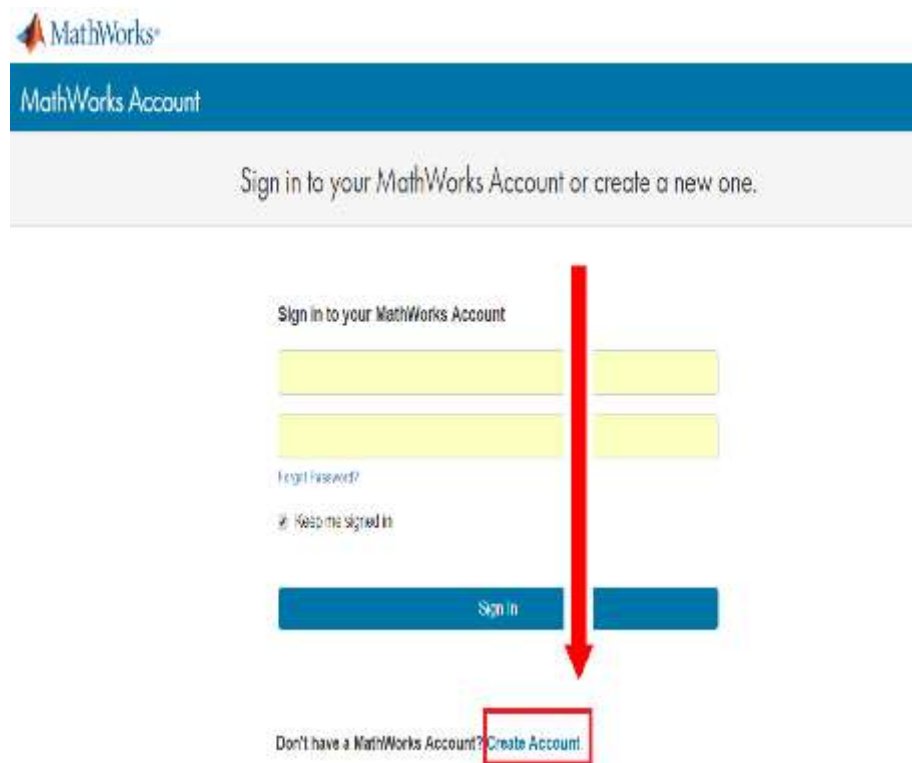 MathWorks®
MathWorks Account
Sign in to your MathWorks Account or create a new one.
Sign in to your MathWorks Account
Forgot Password?
Keep me signed in
Sign In
Don't have a MathWorks Account? Create Account